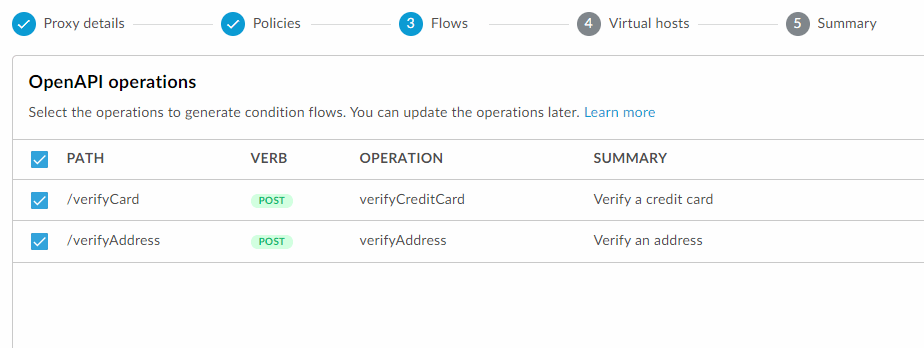 Proxy details Policies 3 Flows 4 Virtual hosts 5 Summary
OpenAPI operations
Select the operations to generate condition flows. You can update the operations later. Learn more
PATH VERB OPERATION SUMMARY
/verifyCard POST verifyCreditCard Verify a credit card
/verifyAddress POST verifyAddress Verify an address